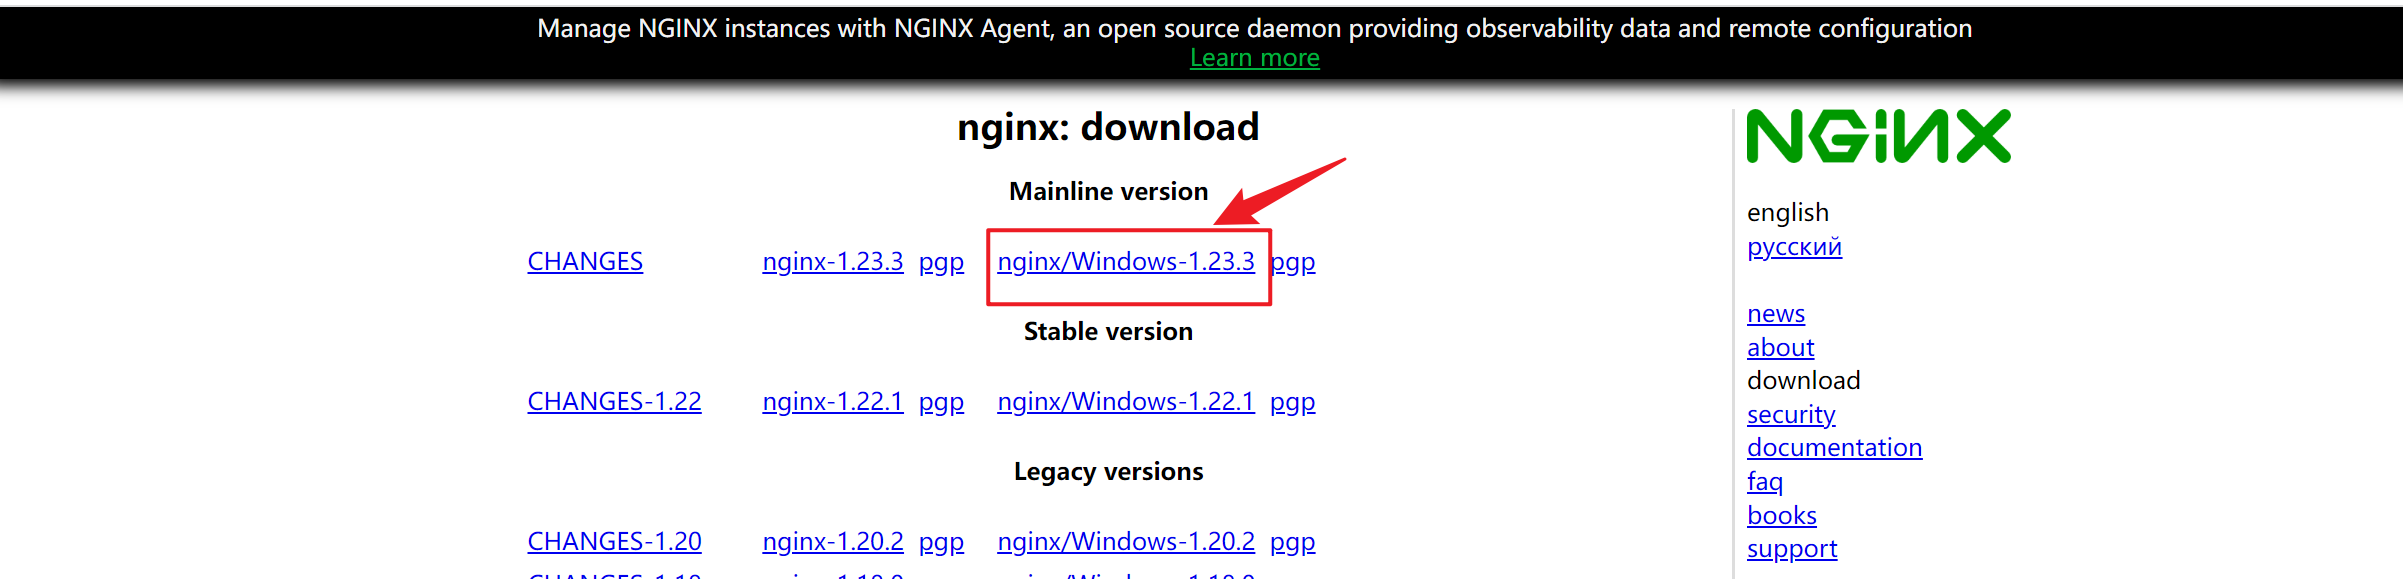 Manage NGINX instances with NGINX Agent, an open source daemon providing observability data and remote configuration
Learn more
nginx: download
Mainline version
CHANGES nginx-1.23.3 pgp nginx/Windows-1.23.3 pgp
Stable version
CHANGES-1.22 nginx-1.22.1 pgp nginx/Windows-1.22.1 pgp
Legacy versions
CHANGES-1.20 nginx-1.20.2 pgp nginx/Windows-1.20.2 pgp
NGINX
english
русский
news
about
download
security
documentation
faq
books
support